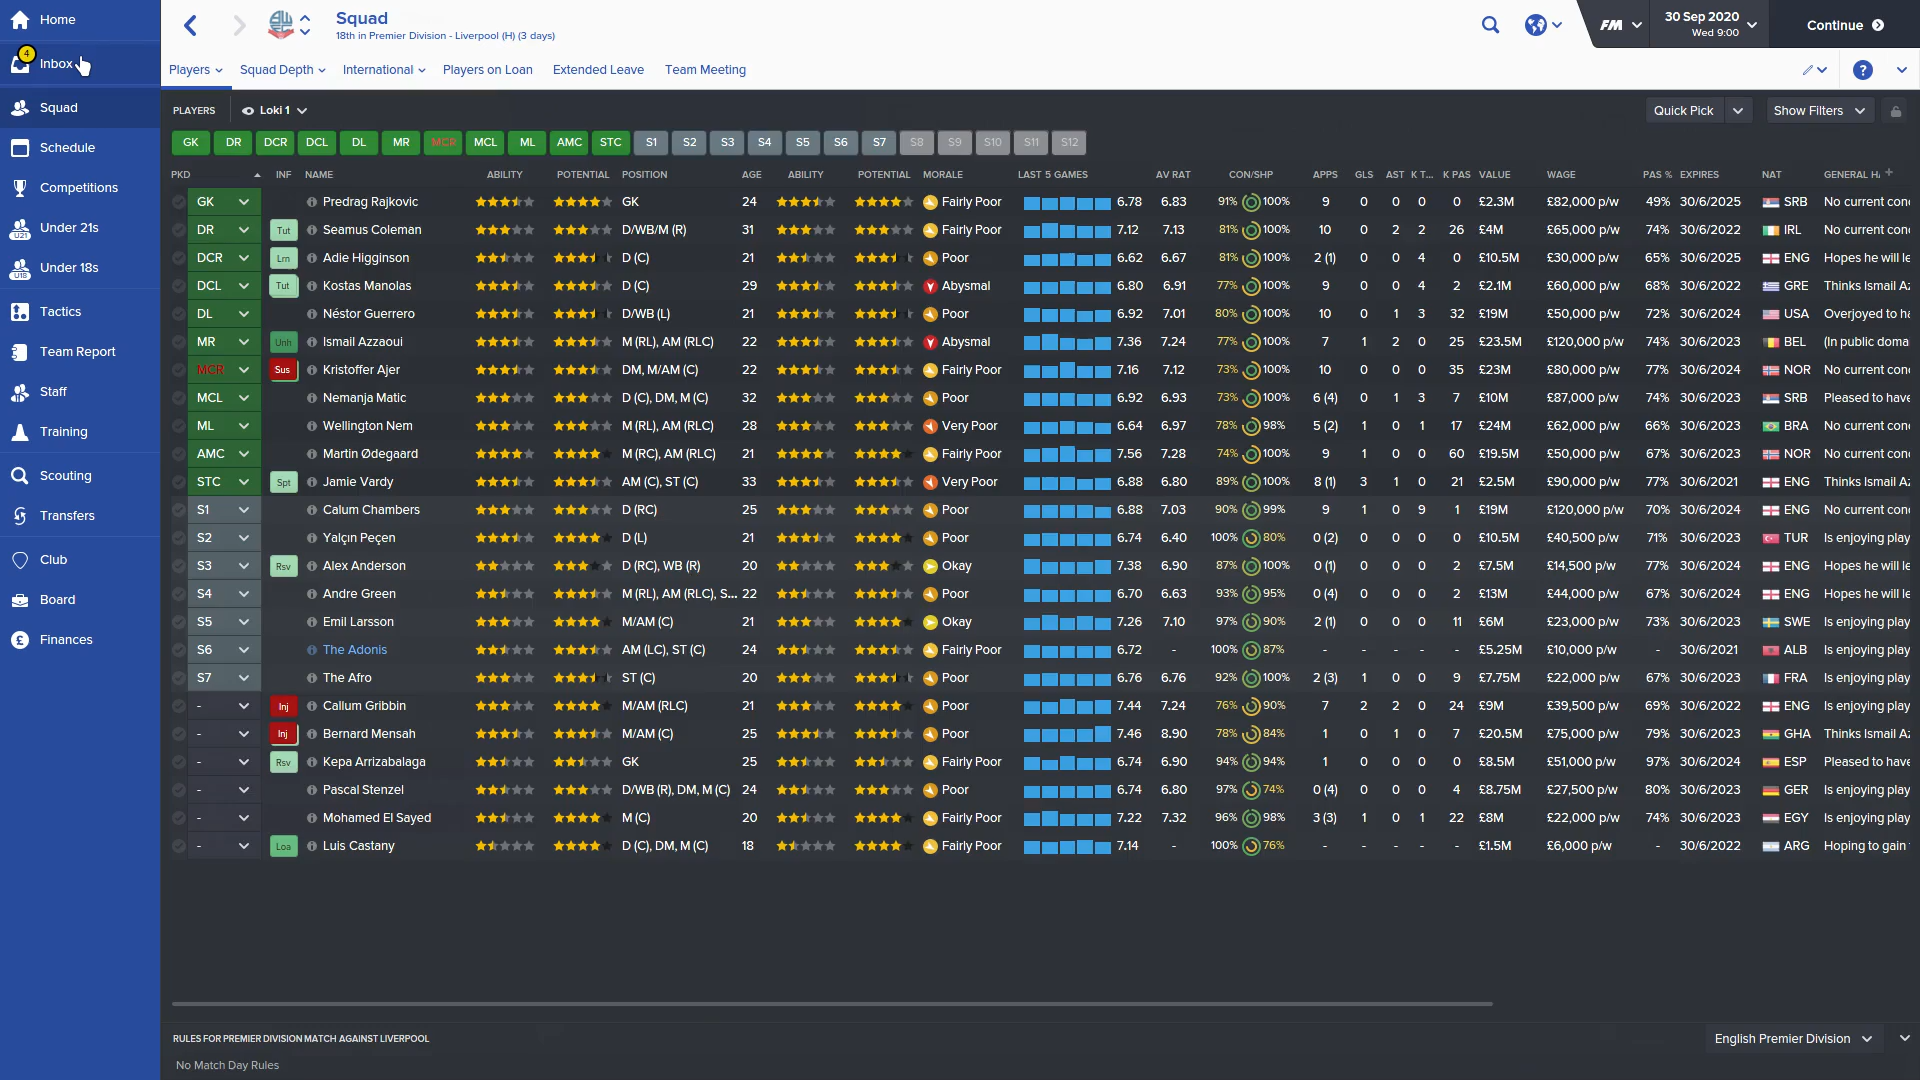 Home
4
Inbox
Squad
Schedule
Competitions
Under 21s
U21
Under 18s
U18
Tactics
Team Report
Staff
Training
Scouting
Transfers
Club
Board
Finances
Squad
18th in Premier Division - Liverpool (H) (3 days)
FM
30 Sep 2020
Wed 9:00
Continue
Players Squad Depth International Players on Loan Extended Leave Team Meeting
?
PLAYERS Loki 1 Quick Pick Show Filters
GK DR DCR DCL DL MR MCR MCL ML AMC STC S1 S2 S3 S4 S5 S6 S7 S8 S9 S10 S11 S12
PKD INF NAME ABILITY POTENTIAL POSITION AGE ABILITY POTENTIAL MORALE LAST 5 GAMES AV RAT CON/SHP APPS GLS AST K T... K PAS VALUE WAGE PAS % EXPIRES NAT GENERAL HA
GK Predrag Rajkovic GK 24 Fairly Poor 6.78 6.83 91% 100% 9 0 0 0 0 £2.3M £82,000 p/w 49% 30/6/2025 SRB No current conc
DR Tut Seamus Coleman D/WB/M (R) 31 Fairly Poor 7.12 7.13 81% 100% 10 0 2 2 26 £4M £65,000 p/w 74% 30/6/2022 IRL No current conc
DCR Lrn Adie Higginson D (C) 21 Poor 6.62 6.67 81% 100% 2 (1) 0 0 4 0 £10.5M £30,000 p/w 65% 30/6/2025 ENG Hopes he will le
DCL Tut Kostas Manolas D (C) 29 Abysmal 6.80 6.91 77% 100% 9 0 0 4 2 £2.1M £60,000 p/w 68% 30/6/2022 GRE Thinks Ismail Az
DL Néstor Guerrero D/WB (L) 21 Poor 6.92 7.01 80% 100% 10 0 1 3 32 £19M £50,000 p/w 72% 30/6/2024 USA Overjoyed to ha
MR Unh Ismail Azzaoui M (RL), AM (RLC) 22 Abysmal 7.36 7.24 77% 100% 7 1 2 0 25 £23.5M £120,000 p/w 74% 30/6/2023 BEL (In public doma
MCR Sus Kristoffer Ajer DM, M/AM (C) 22 Fairly Poor 7.16 7.12 73% 100% 10 0 0 0 35 £23M £80,000 p/w 77% 30/6/2024 NOR No current conc
MCL Nemanja Matic D (C), DM, M (C) 32 Poor 6.92 6.93 73% 100% 6 (4) 0 1 3 7 £10M £87,000 p/w 74% 30/6/2023 SRB Pleased to have
ML Wellington Nem M (RL), AM (RLC) 28 Very Poor 6.64 6.97 78% 98% 5 (2) 1 0 1 17 £24M £62,000 p/w 66% 30/6/2023 BRA No current conc
AMC Martin Ødegaard M (RC), AM (RLC) 21 Fairly Poor 7.56 7.28 74% 100% 9 1 0 0 60 £19.5M £50,000 p/w 67% 30/6/2023 NOR No current conc
STC Spt Jamie Vardy AM (C), ST (C) 33 Very Poor 6.88 6.80 89% 100% 8 (1) 3 1 0 21 £2.5M £90,000 p/w 77% 30/6/2021 ENG Thinks Ismail Az
S1 Calum Chambers D (RC) 25 Poor 6.88 7.03 90% 99% 9 1 0 9 1 £19M £120,000 p/w 70% 30/6/2024 ENG No current conc
S2 Yalçın Peçen D (L) 21 Poor 6.74 6.40 100% 80% 0 (2) 0 0 0 0 £10.5M £40,500 p/w 71% 30/6/2023 TUR Is enjoying play
S3 Rsv Alex Anderson D (RC), WB (R) 20 Okay 7.38 6.90 87% 100% 0 (1) 0 0 0 2 £7.5M £14,500 p/w 77% 30/6/2024 ENG Hopes he will le
S4 Andre Green M (RL), AM (RLC), S... 22 Poor 6.70 6.63 93% 95% 0 (4) 0 0 0 2 £13M £44,000 p/w 67% 30/6/2024 ENG Hopes he will le
S5 Emil Larsson M/AM (C) 21 Okay 7.26 7.10 97% 90% 2 (1) 0 0 0 11 £6M £23,000 p/w 73% 30/6/2023 SWE Is enjoying play
S6 The Adonis AM (LC), ST (C) 24 Fairly Poor 6.72 - 100% 87% - - - - - £5.25M £10,000 p/w - 30/6/2021 ALB Is enjoying play
S7 The Afro ST (C) 20 Poor 6.76 6.76 92% 100% 2 (3) 1 0 0 9 £7.75M £22,000 p/w 67% 30/6/2023 FRA Is enjoying play
- Inj Callum Gribbin M/AM (RLC) 21 Poor 7.44 7.24 76% 90% 7 2 2 0 24 £9M £39,500 p/w 69% 30/6/2022 ENG Is enjoying play
- Inj Bernard Mensah M/AM (C) 25 Poor 7.46 8.90 78% 84% 1 0 1 0 7 £20.5M £75,000 p/w 79% 30/6/2023 GHA Thinks Ismail Az
- Rsv Kepa Arrizabalaga GK 25 Fairly Poor 6.74 6.90 94% 94% 1 0 0 0 0 £8.5M £51,000 p/w 97% 30/6/2024 ESP Pleased to have
- Pascal Stenzel D/WB (R), DM, M (C) 24 Poor 6.74 6.80 97% 74% 0 (4) 0 0 0 4 £8.75M £27,500 p/w 80% 30/6/2023 GER Is enjoying play
- Mohamed El Sayed M (C) 20 Fairly Poor 7.22 7.32 96% 98% 3 (3) 1 0 1 22 £8M £22,000 p/w 74% 30/6/2023 EGY Is enjoying play
- Loa Luis Castany D (C), DM, M (C) 18 Fairly Poor 7.14 - 100% 76% - - - - - £1.5M £6,000 p/w - 30/6/2022 ARG Hoping to gain
RULES FOR PREMIER DIVISION MATCH AGAINST LIVERPOOL English Premier Division
No Match Day Rules